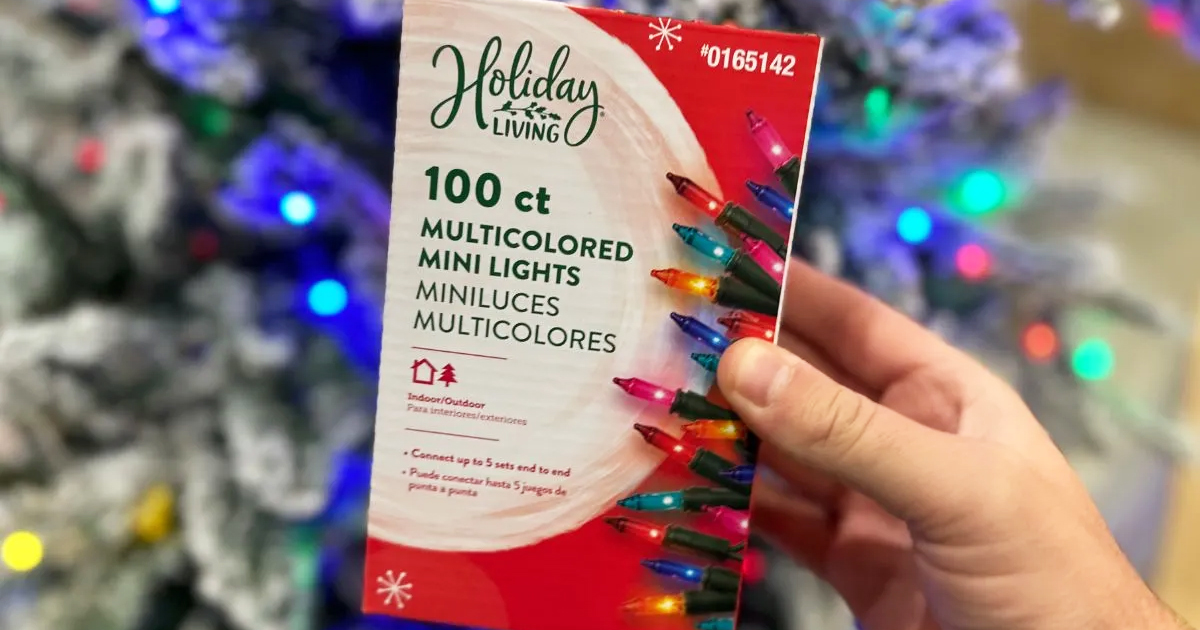 #0165142
Holiday
LIVING
100 ct
MULTICOLORED
MINI LIGHTS
MINILUCES
MULTICOLORES
Indoor/Outdoor
Para interiores/exteriores
• Connect up to 5 sets end to end
• Puede conectar hasta 5 juegos de
punta a punta